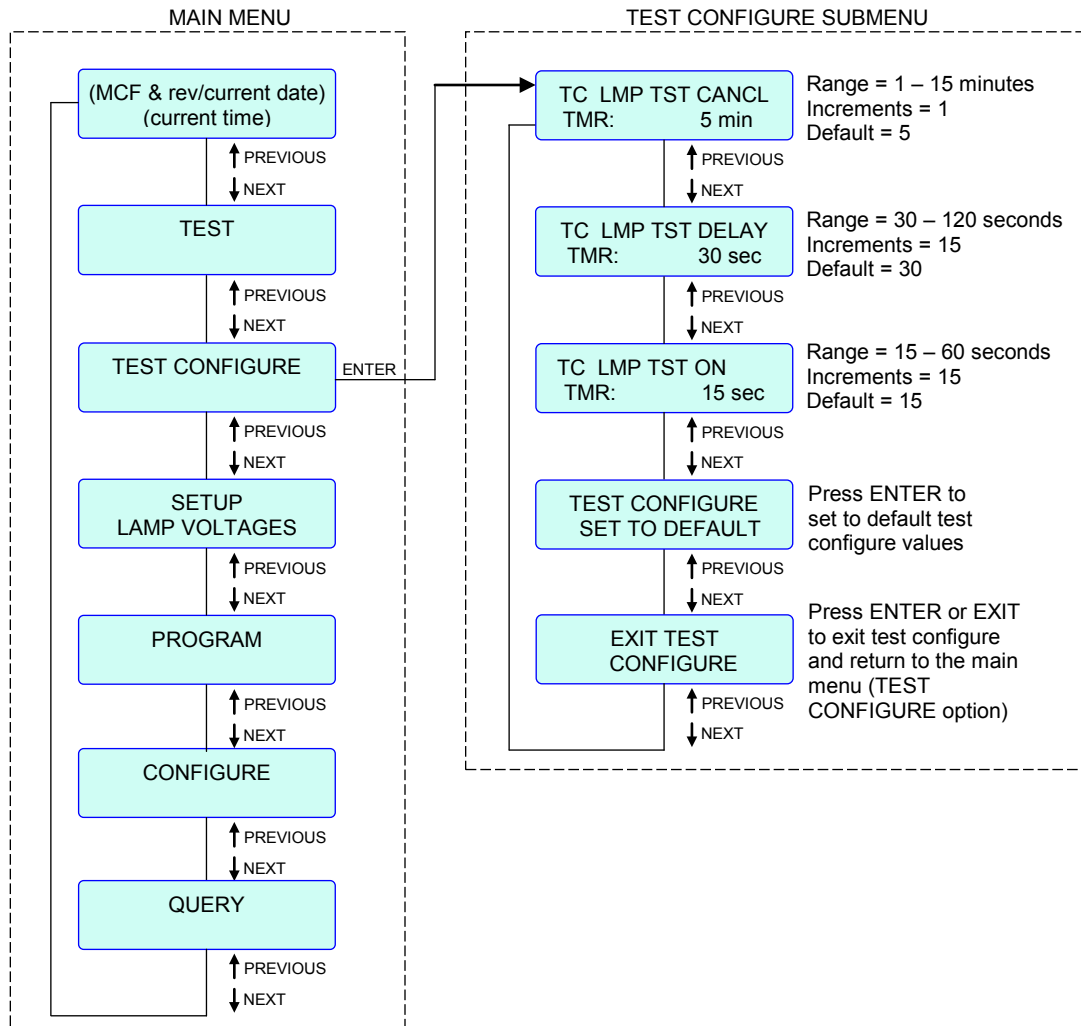 MAIN MENU
(MCF & rev/current date)
(current time)
PREVIOUS
NEXT
TEST
PREVIOUS
NEXT
TEST CONFIGURE
ENTER
PREVIOUS
NEXT
SETUP
LAMP VOLTAGES
PREVIOUS
NEXT
PROGRAM
PREVIOUS
NEXT
CONFIGURE
PREVIOUS
NEXT
QUERY
PREVIOUS
NEXT
TEST CONFIGURE SUBMENU
TC LMP TST CANCL
TMR: 5 min
Range = 1 – 15 minutes
Increments = 1
Default = 5
PREVIOUS
NEXT
TC LMP TST DELAY
TMR: 30 sec
Range = 30 – 120 seconds
Increments = 15
Default = 30
PREVIOUS
NEXT
TC LMP TST ON
TMR: 15 sec
Range = 15 – 60 seconds
Increments = 15
Default = 15
PREVIOUS
NEXT
TEST CONFIGURE
SET TO DEFAULT
Press ENTER to
set to default test
configure values
PREVIOUS
NEXT
EXIT TEST
CONFIGURE
Press ENTER or EXIT
to exit test configure
and return to the main
menu (TEST
CONFIGURE option)
PREVIOUS
NEXT